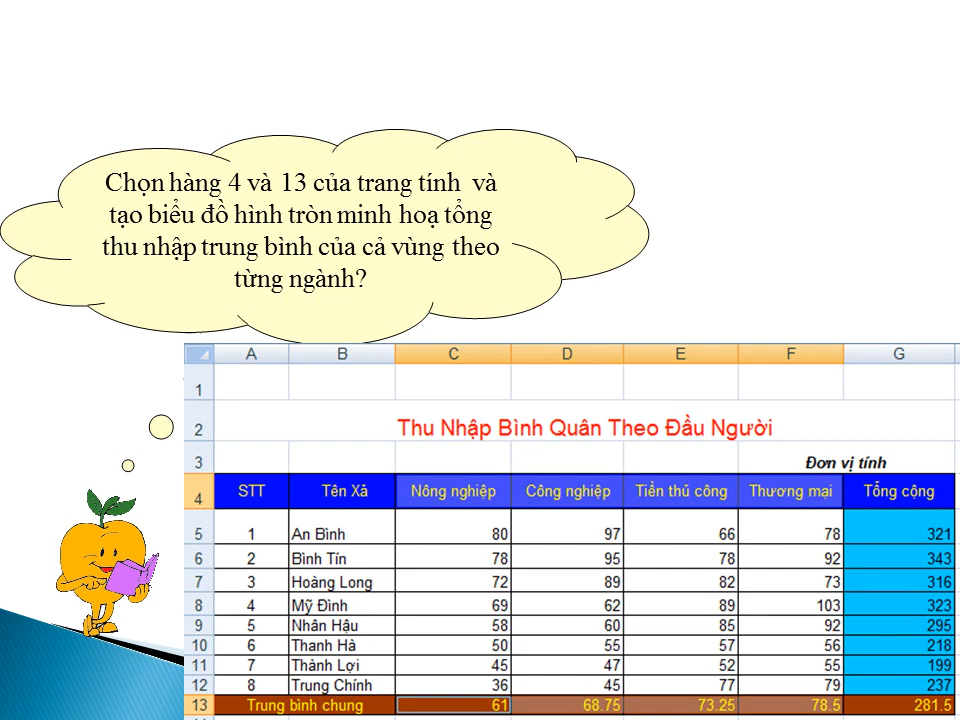 Chọn hàng 4 và 13 của trang tính và
tạo biểu đồ hình tròn minh hoạ tổng
thu nhập trung bình của cả vùng theo
từng ngành?
A B C D E F G
1
2 Thu Nhập Bình Quân Theo Đầu Người
3 Đơn vị tính
4 STT Tên Xã Nông nghiệp Công nghiệp Tiển thủ công Thương mại Tổng cộng
5 1 An Bình 80 97 66 78 321
6 2 Bình Tín 78 95 78 92 343
7 3 Hoàng Long 72 89 82 73 316
8 4 Mỹ Đình 69 62 89 103 323
9 5 Nhân Hậu 58 60 85 92 295
10 6 Thanh Hà 50 55 57 56 218
11 7 Thành Lợi 45 47 52 55 199
12 8 Trung Chính 36 45 77 79 237
13 Trung bình chung 61 68.75 73.25 78.5 281.5